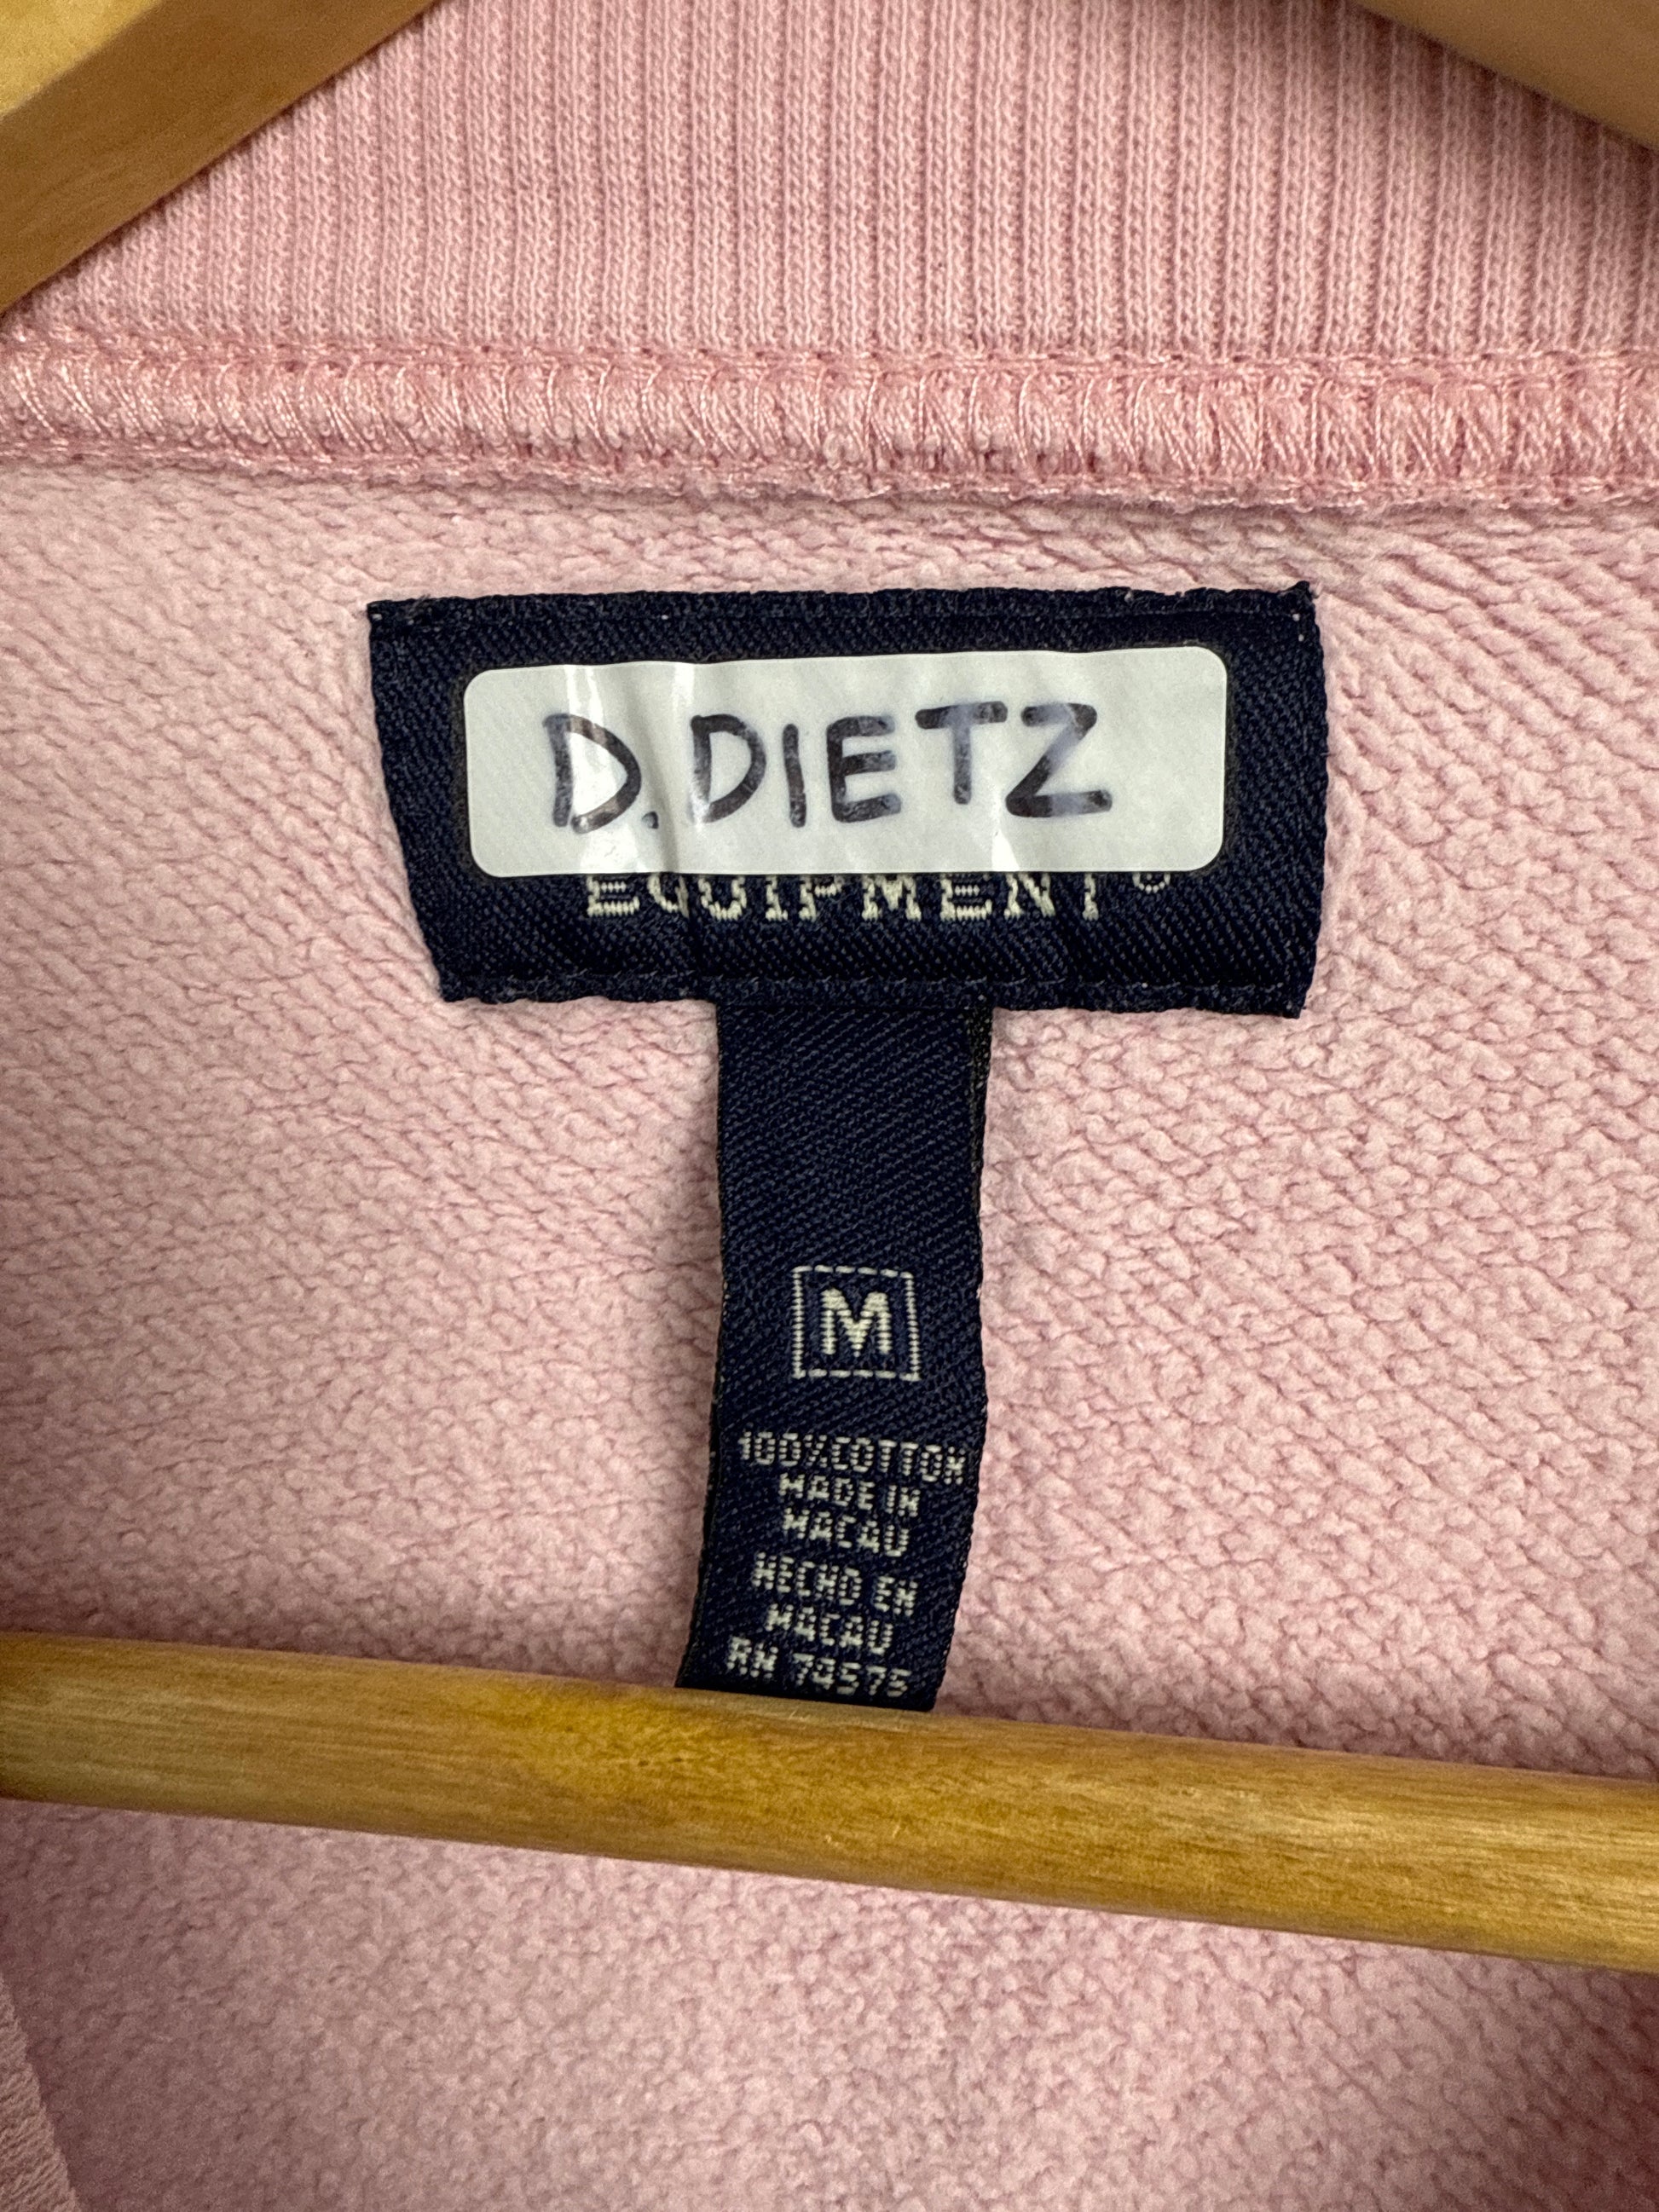 D. DIETZ
EQUIPMENT
M
100%COTTON
MADE IN
MACAU
HECHO EN
MACAU
RN 74575